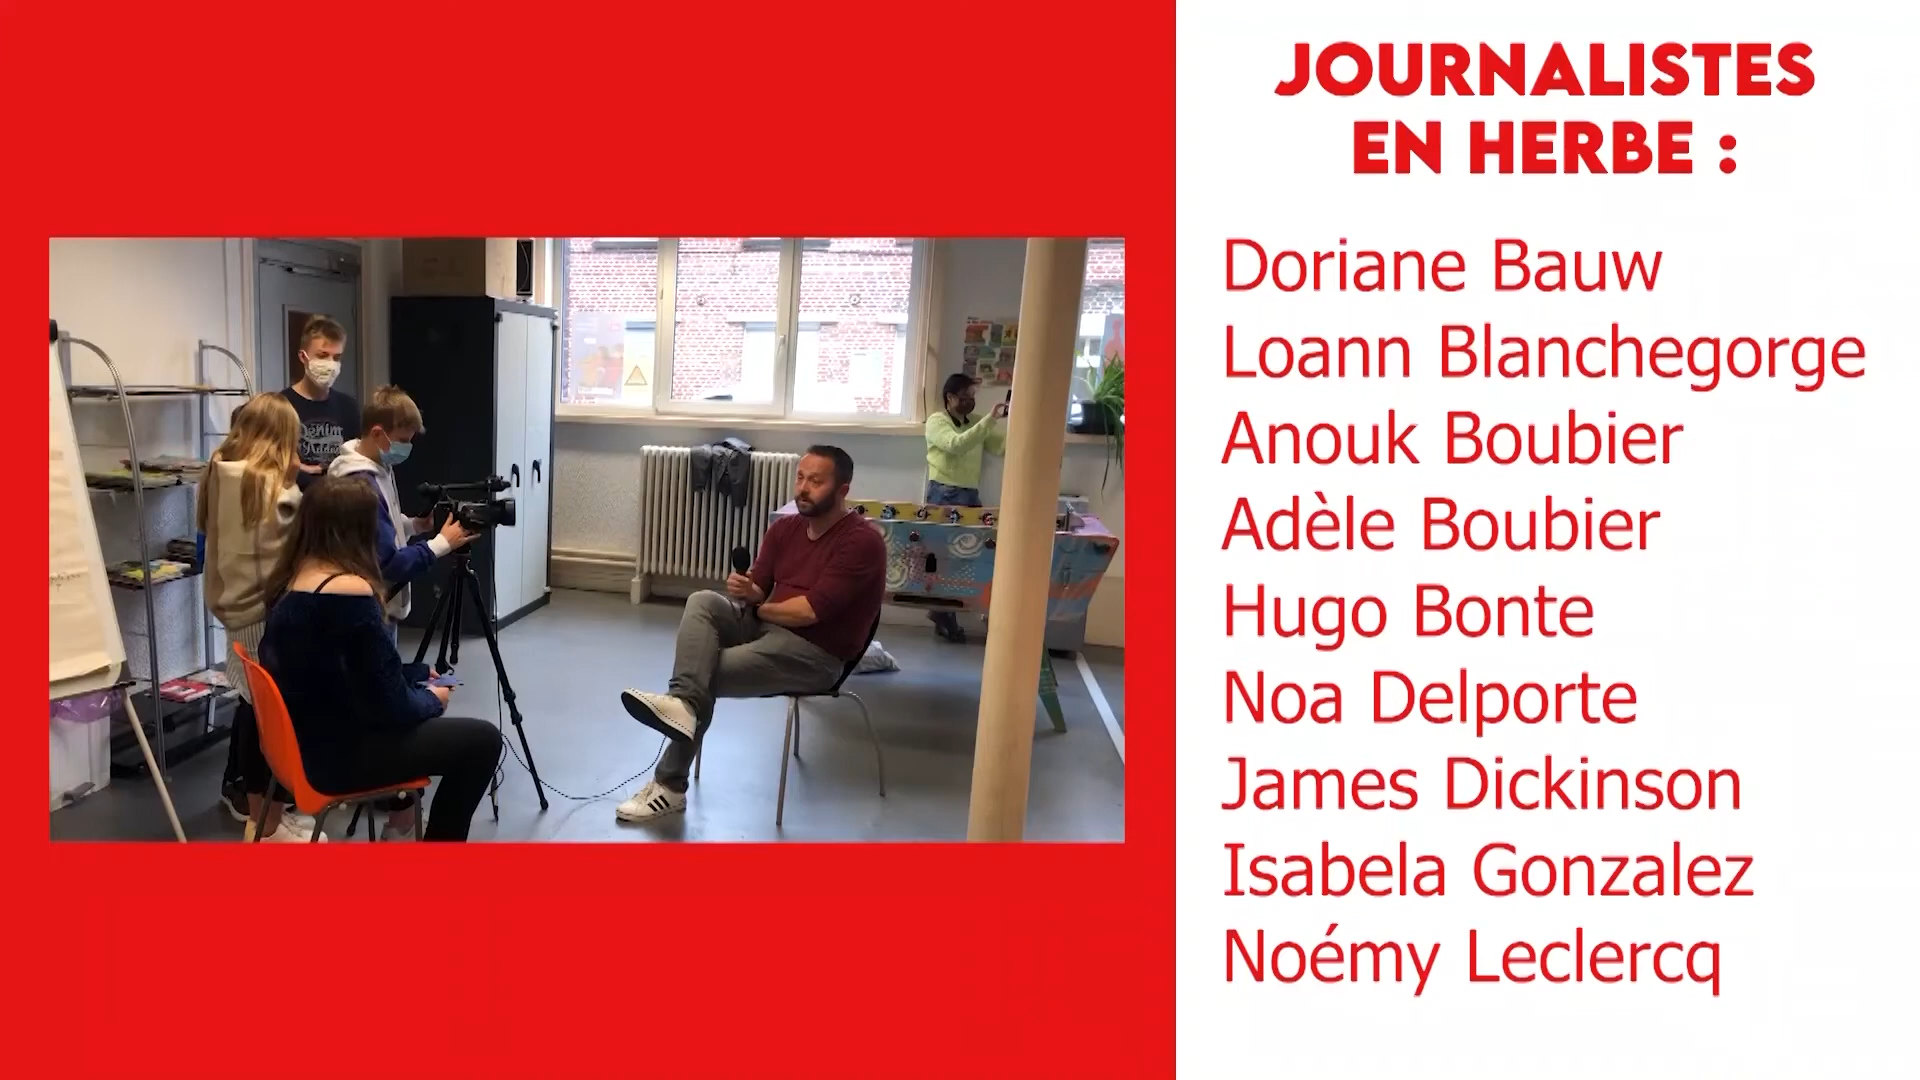 JOURNALISTES
EN HERBE :
Doriane Bauw
Loann Blanchegorge
Anouk Boubier
Adèle Boubier
Hugo Bonte
Noa Delporte
James Dickinson
Isabela Gonzalez
Noémy Leclercq